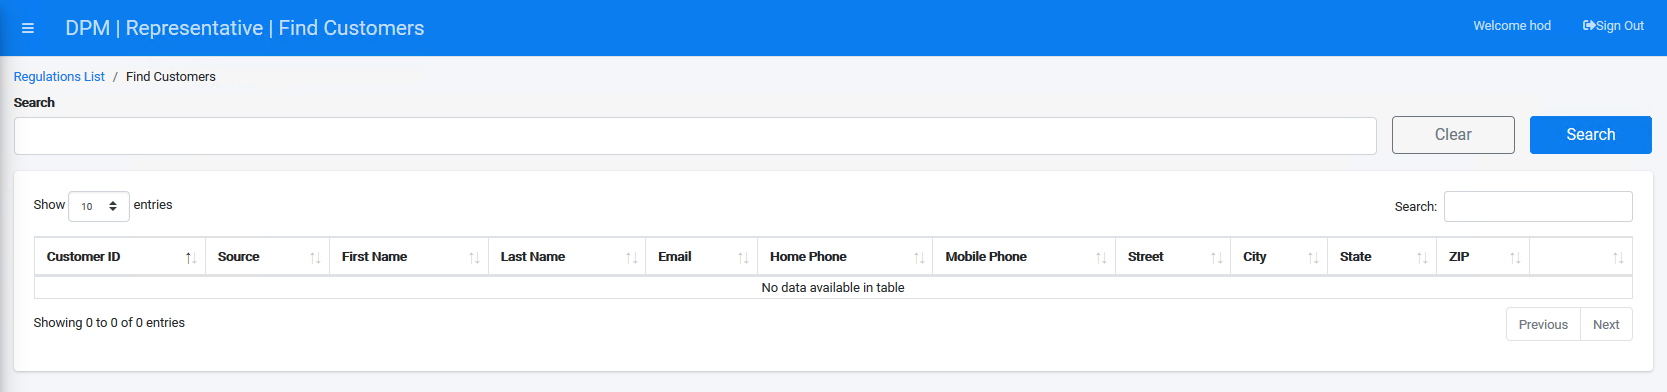 DPM | Representative | Find Customers
Welcome hod
Sign Out
Regulations List / Find Customers
Search
Clear
Search
Show 10 entries
Search:
Customer ID Source First Name Last Name Email Home Phone Mobile Phone Street City State ZIP
No data available in table
Showing 0 to 0 of 0 entries
Previous Next